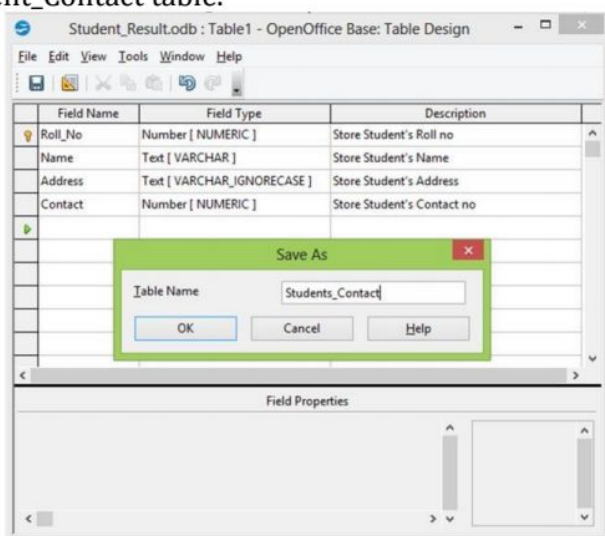 ent_Contact table.
Student_Result.odb : Table1 - OpenOffice Base: Table Design
File Edit View Tools Window Help
Field Name Field Type Description
Roll_No Number [ NUMERIC ] Store Student's Roll no
Name Text [ VARCHAR ] Store Student's Name
Address Text [ VARCHAR_IGNORECASE ] Store Student's Address
Contact Number [ NUMERIC ] Store Student's Contact no
Save As
Table Name Students_Contact
OK Cancel Help
Field Properties